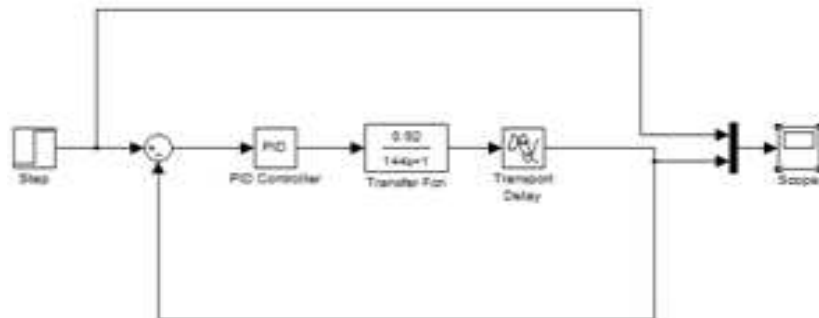 PID
0.92
144s+1
Step
PID Controller
Transfer Fcn
Transport
Delay
Scope